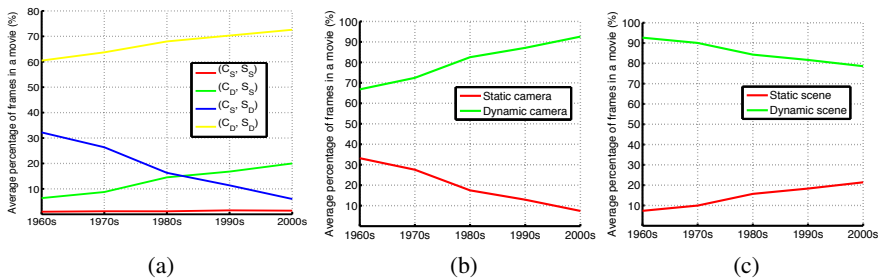 Average percentage of frames in a movie (%)
80
70
60
50
40
30
20
10
1960s 1970s 1980s 1990s 2000s
(C_S, S_S)
(C_D, S_S)
(C_S, S_D)
(C_D, S_D)
(a)
Average percentage of frames in a movie (%)
100
90
80
70
60
50
40
30
20
10
1960s 1970s 1980s 1990s 2000s
Static camera
Dynamic camera
(b)
Average percentage of frames in a movie (%)
100
90
80
70
60
50
40
30
20
10
1960s 1970s 1980s 1990s 2000s
Static scene
Dynamic scene
(c)